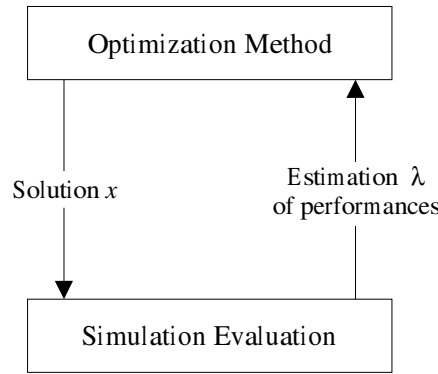 Optimization Method
Solution x
Estimation λ
of performances
Simulation Evaluation